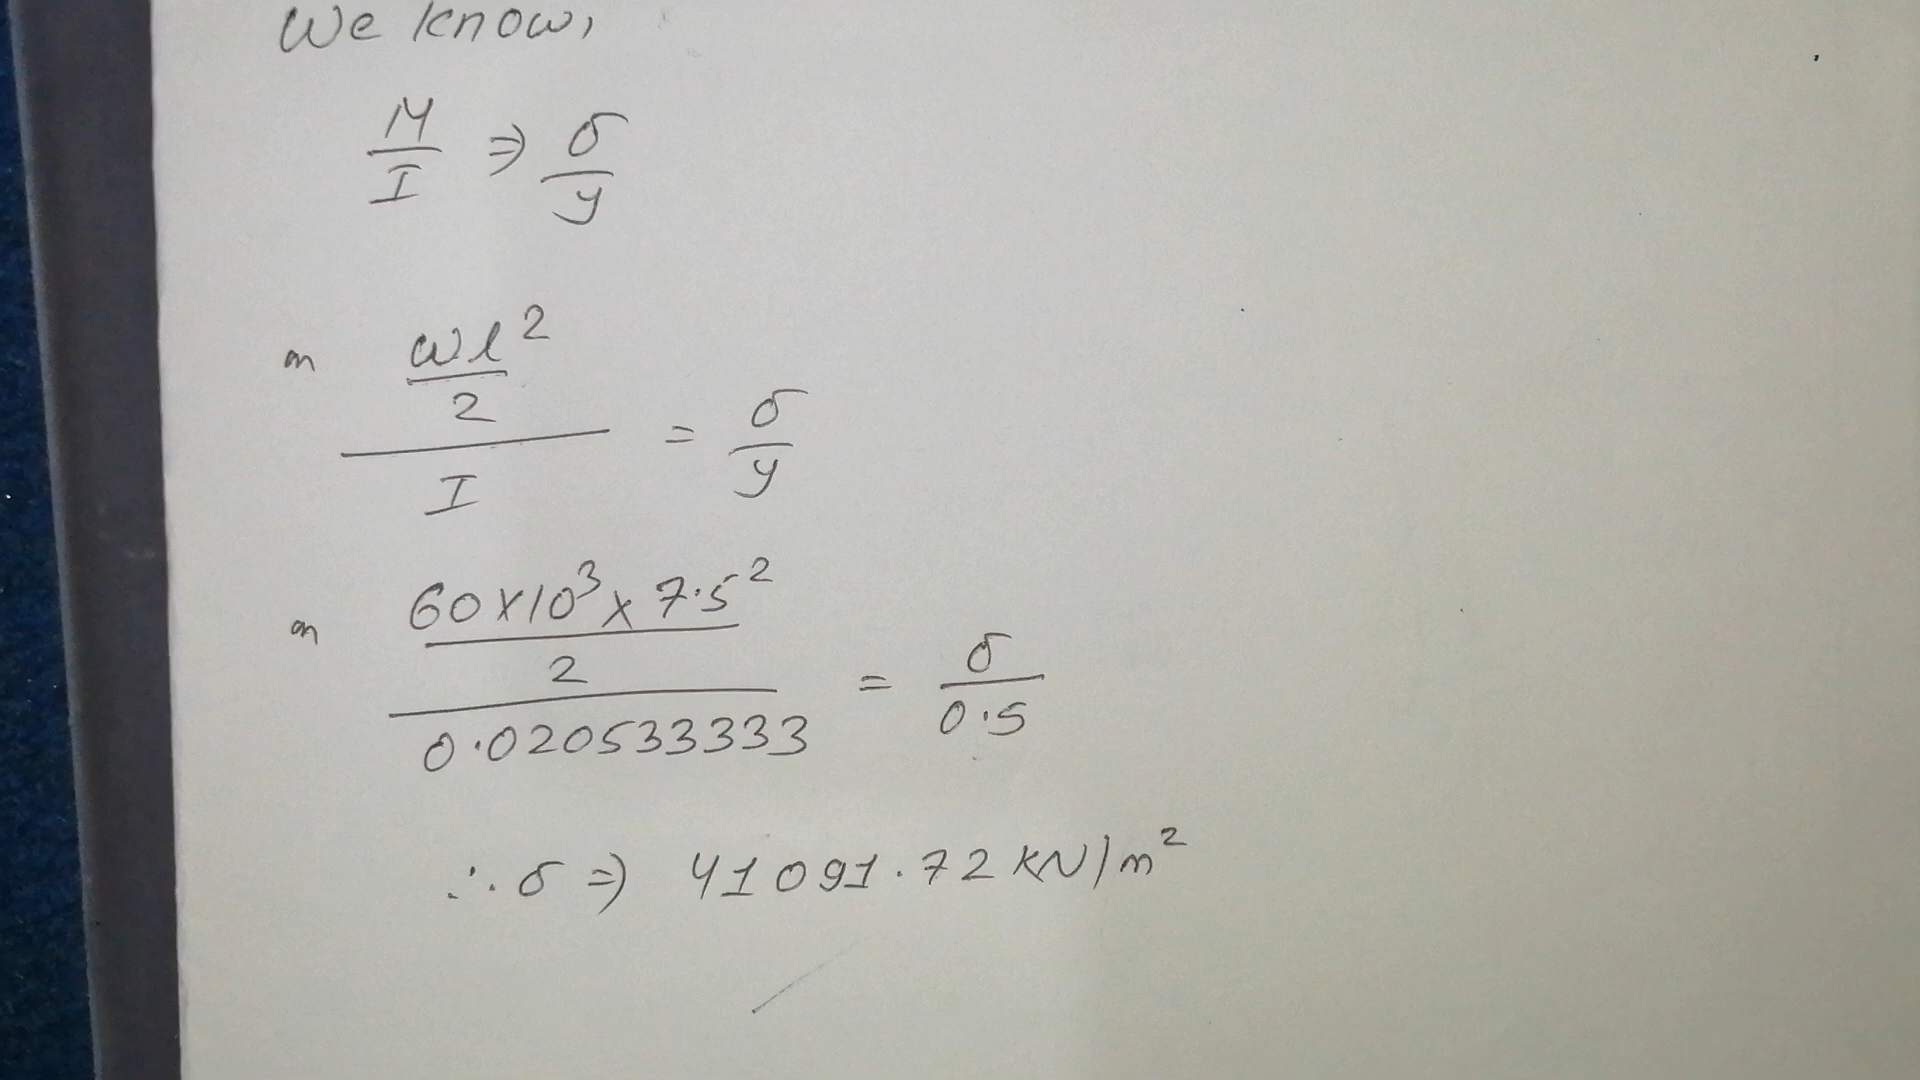 We know,
M/I ⇒ σ/y
or (wl²/2)/I = σ/y
or (60×10³×7.5²/2)/0.020533333 = σ/0.5
∴ σ ⇒ 41091.72 kN/m²